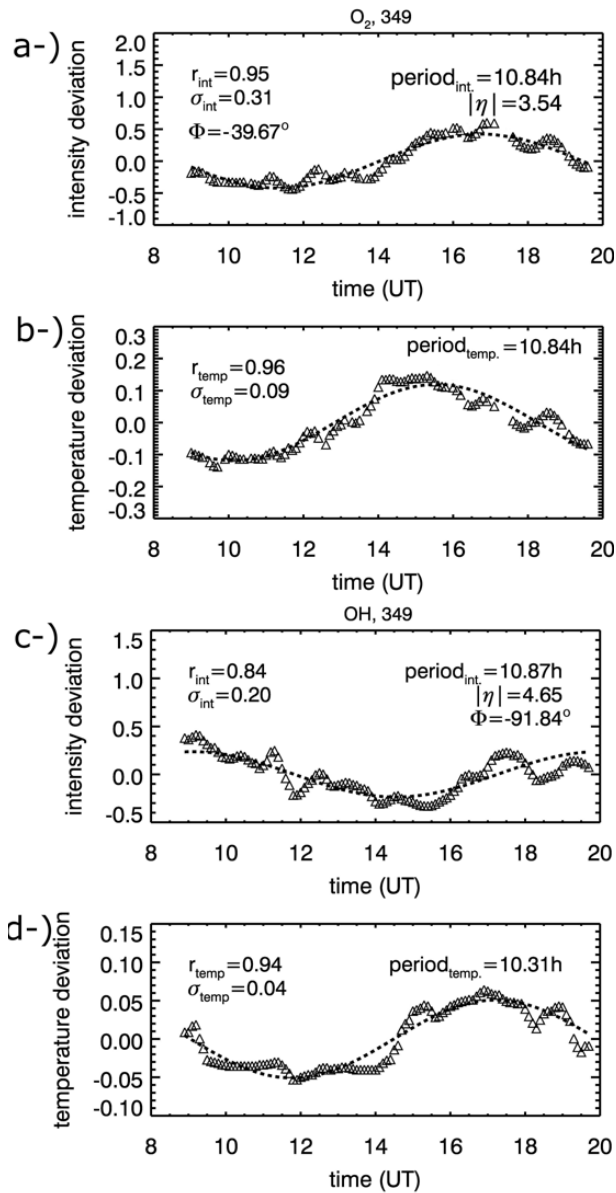 O₂, 349
a-)
2.0
1.5
1.0
0.5
0.0
-0.5
-1.0
intensity deviation
r_int=0.95
σ_int=0.31
Φ=-39.67°
period_int.=10.84h
|η|=3.54
8 10 12 14 16 18 20
time (UT)
b-)
0.3
0.2
0.1
0.0
-0.1
-0.2
-0.3
temperature deviation
r_temp=0.96
σ_temp=0.09
period_temp.=10.84h
8 10 12 14 16 18 20
time (UT)
OH, 349
c-)
1.5
1.0
0.5
0.0
-0.5
intensity deviation
r_int=0.84
σ_int=0.20
period_int.=10.87h
|η|=4.65
Φ=-91.84°
8 10 12 14 16 18 20
time (UT)
d-)
0.15
0.10
0.05
0.00
-0.05
-0.10
temperature deviation
r_temp=0.94
σ_temp=0.04
period_temp.=10.31h
8 10 12 14 16 18 20
time (UT)